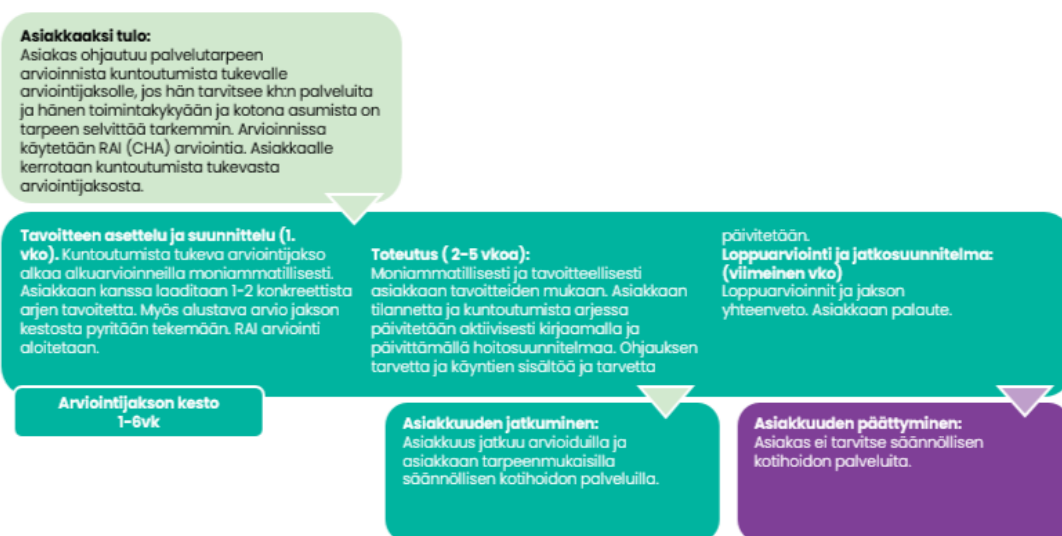 Asiakkaaksi tulo:
Asiakas ohjautuu palvelutarpeen
arvioinnista kuntoutumista tukevalle
arviointijaksolle, jos hän tarvitsee kh:n palveluita
ja hänen toimintakykyään ja kotona asumista on
tarpeen selvittää tarkemmin. Arvioinnissa
käytetään RAI (CHA) arviointia. Asiakkaalle
kerrotaan kuntoutumista tukevasta
arviointijaksosta.
Tavoitteen asettelu ja suunnittelu (1.
vko). Kuntoutumista tukeva arviointijakso
alkaa alkuarvioinneilla moniammatillisesti.
Asiakkaan kanssa laaditaan 1-2 konkreettista
arjen tavoitetta. Myös alustava arvio jakson
kestosta pyritään tekemään. RAI arviointi
aloitetaan.
Toteutus ( 2-5 vkoa):
Moniammatillisesti ja tavoitteellisesti
asiakkaan tavoitteiden mukaan. Asiakkaan
tilannetta ja kuntoutumista arjessa
päivitetään aktiivisesti kirjaamalla ja
päivittämällä hoitosuunnitelmaa. Ohjauksen
tarvetta ja käyntien sisältöä ja tarvetta
päivitetään.
Loppuarviointi ja jatkosuunnitelma:
(viimeinen vko)
Loppuarvioinnit ja jakson
yhteenveto. Asiakkaan palaute.
Arviointijakson kesto
1-6vk
Asiakkuuden jatkuminen:
Asiakkuus jatkuu arvioiduilla ja
asiakkaan tarpeenmukaisilla
säännöllisen kotihoidon palveluilla.
Asiakkuuden päättyminen:
Asiakas ei tarvitse säännöllisen
kotihoidon palveluita.